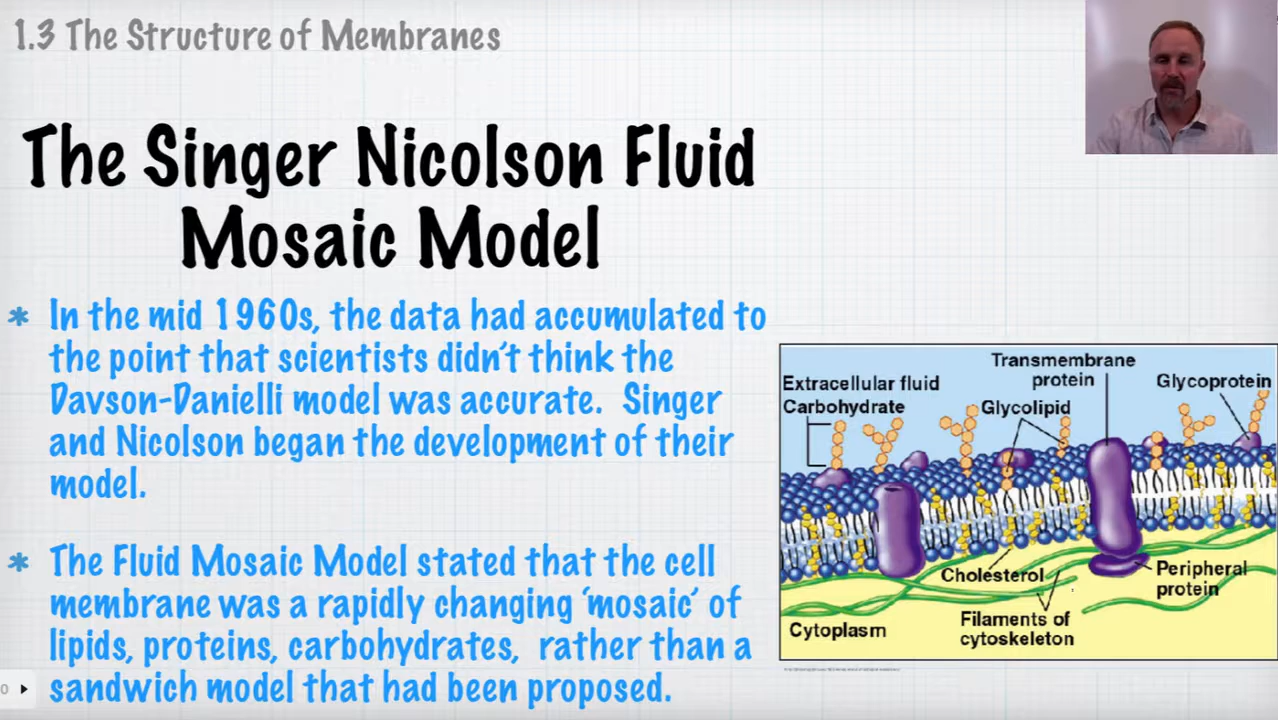 1.3 The Structure of Membranes
The Singer Nicolson Fluid
Mosaic Model
* In the mid 1960s, the data had accumulated to
the point that scientists didn't think the
Davson-Danielli model was accurate. Singer
and Nicolson began the development of their
model.
* The Fluid Mosaic Model stated that the cell
membrane was a rapidly changing 'mosaic' of
lipids, proteins, carbohydrates, rather than a
sandwich model that had been proposed.
Transmembrane
protein
Extracellular fluid
Carbohydrate
Glycolipid
Glycoprotein
Cholesterol
Peripheral
protein
Filaments of
cytoskeleton
Cytoplasm
0